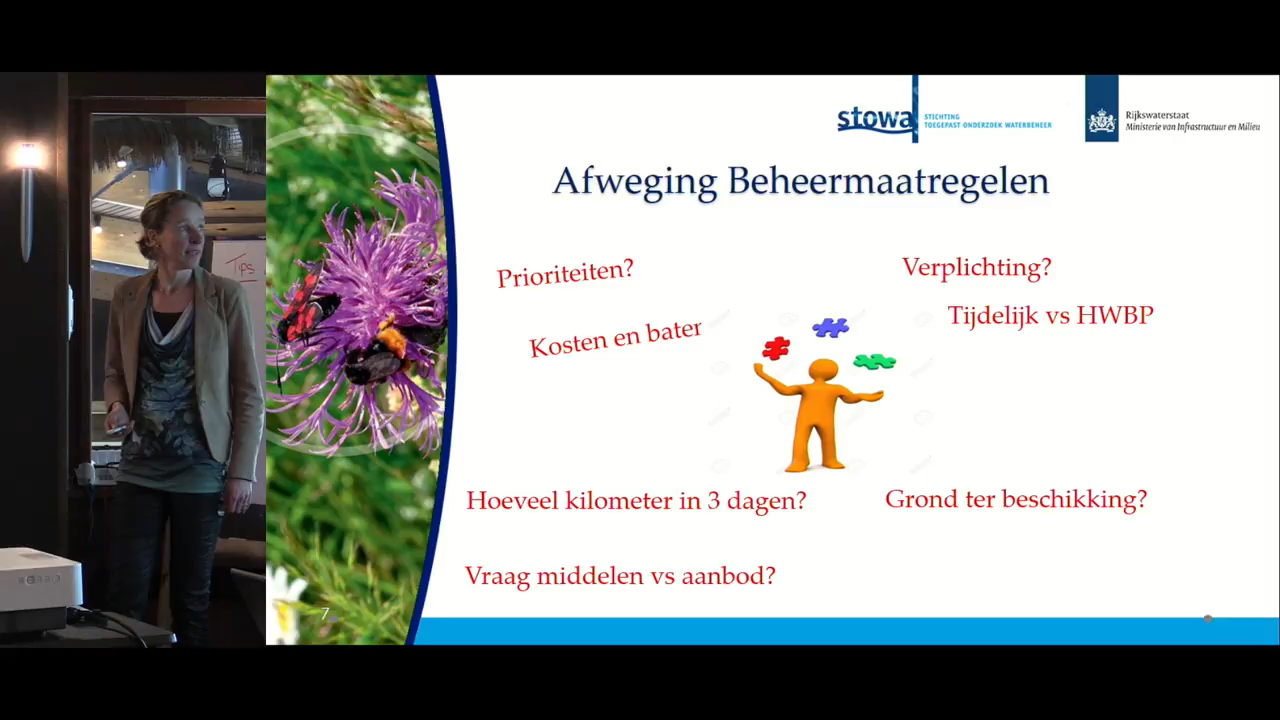 stowa
STICHTING
TOEGEPAST ONDERZOEK WATERBEHEER
Rijkswaterstaat
Ministerie van Infrastructuur en Milieu
Afweging Beheermaatregelen
Prioriteiten?
Verplichting?
Tips
Tijdelijk vs HWBP
Kosten en bater
Hoeveel kilometer in 3 dagen?
Grond ter beschikking?
Vraag middelen vs aanbod?
7